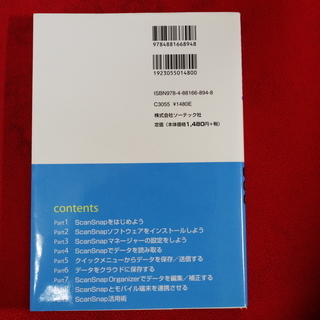 9784881668948
1923055014800
ISBN978-4-88166-894-8
C3055 ¥1480E
株式会社ソーテック社
定価(本体価格1,480円+税)
contents
Part1 ScanSnapをはじめよう
Part2 ScanSnapソフトウェアをインストールしよう
Part3 ScanSnapマネージャーの設定をしよう
Part4 ScanSnapでデータを読み取る
Part5 クイックメニューからデータを保存/送信する
Part6 データをクラウドに保存する
Part7 ScanSnap Organizerでデータを編集/補正する
ScanSnapとモバイル端末を連携させる
ScanSnap活用術